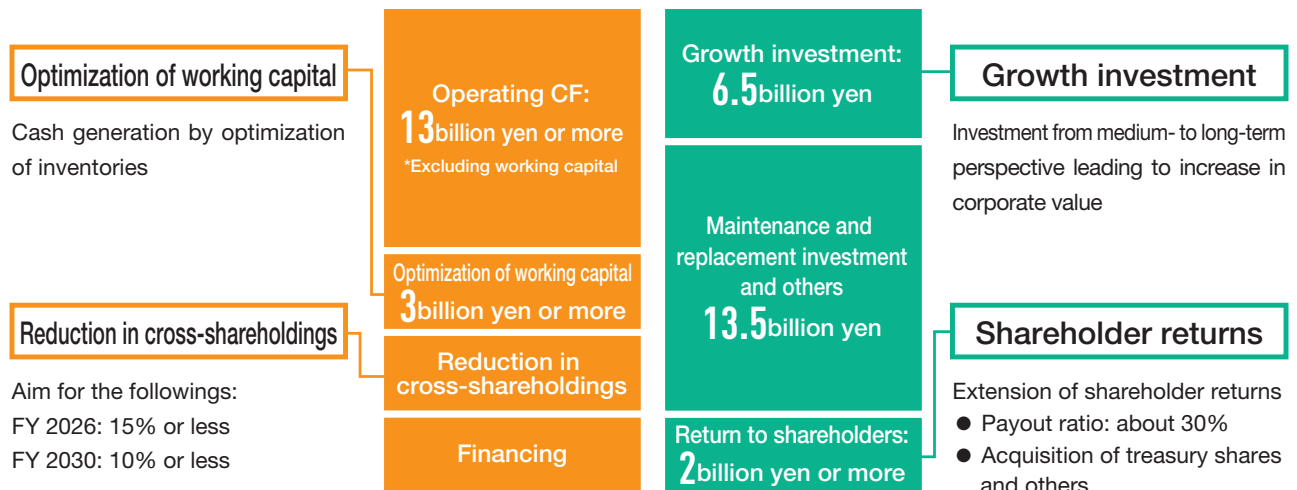 Optimization of working capital
Cash generation by optimization
of inventories
Reduction in cross-shareholdings
Aim for the followings:
FY 2026: 15% or less
FY 2030: 10% or less
Operating CF:
13billion yen or more
*Excluding working capital
Optimization of working capital
3billion yen or more
Reduction in
cross-shareholdings
Financing
Growth investment:
6.5billion yen
Maintenance and
replacement investment
and others
13.5billion yen
Return to shareholders:
2billion yen or more
Growth investment
Investment from medium- to long-term
perspective leading to increase in
corporate value
Shareholder returns
Extension of shareholder returns
● Payout ratio: about 30%
● Acquisition of treasury shares
and others